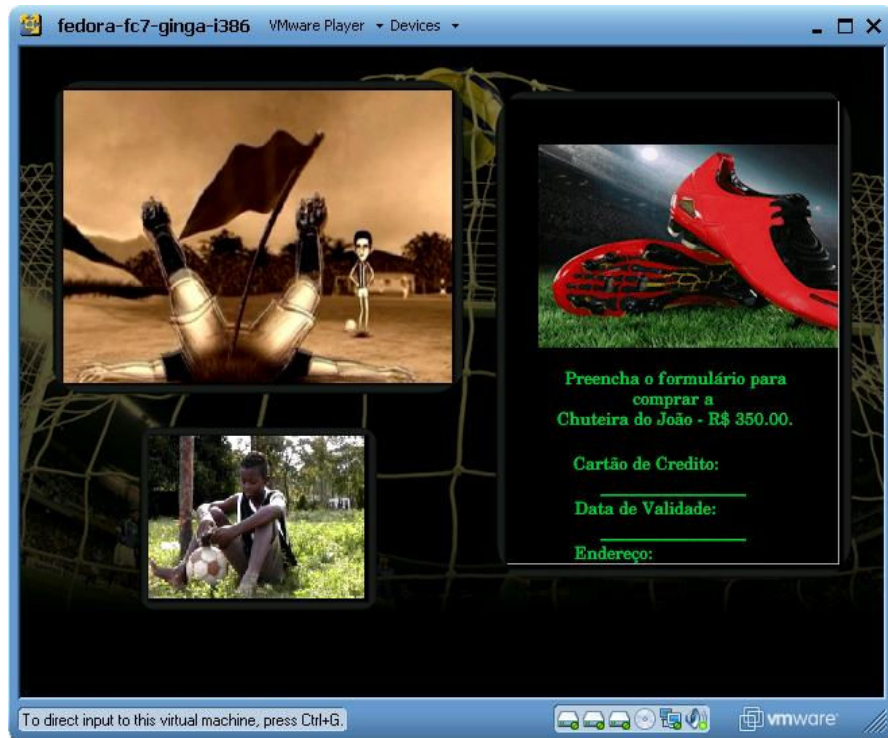 fedora-fc7-ginga-i386 VMware Player Devices
Preencha o formulário para
comprar a
Chuteira do João - R$ 350.00.
Cartão de Credito:
Data de Validade:
Endereço:
To direct input to this virtual machine, press Ctrl+G.
vmware